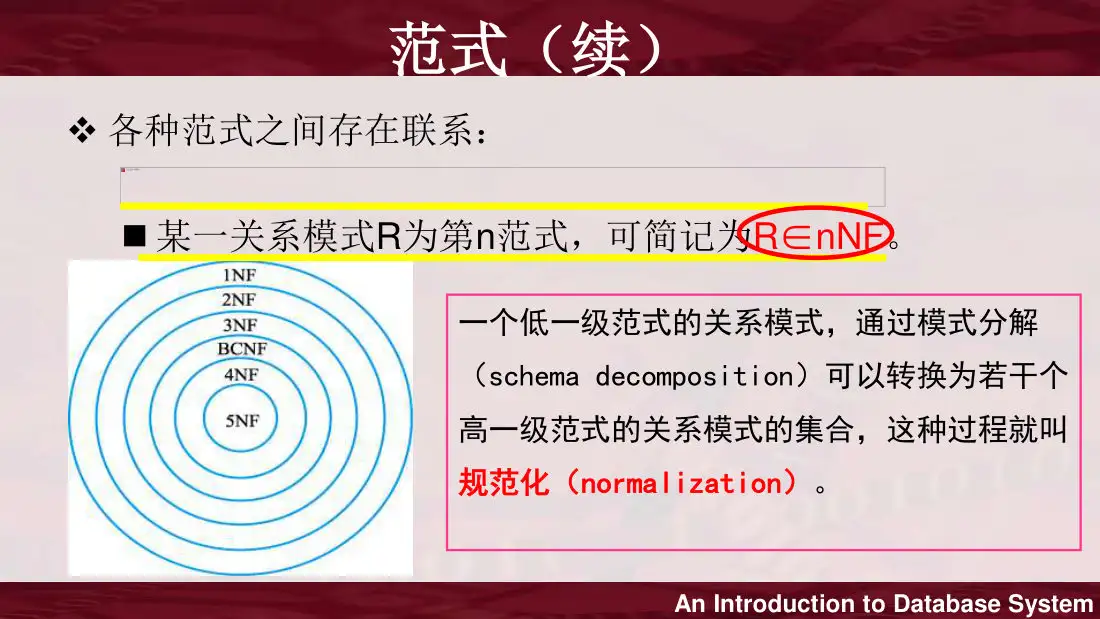 范式（续）
❖ 各种范式之间存在联系：
■ 某一关系模式R为第n范式，可简记为R∈nNF。
1NF
2NF
3NF
BCNF
4NF
5NF
一个低一级范式的关系模式，通过模式分解
（schema decomposition）可以转换为若干个
高一级范式的关系模式的集合，这种过程就叫
规范化（normalization）。
An Introduction to Database System